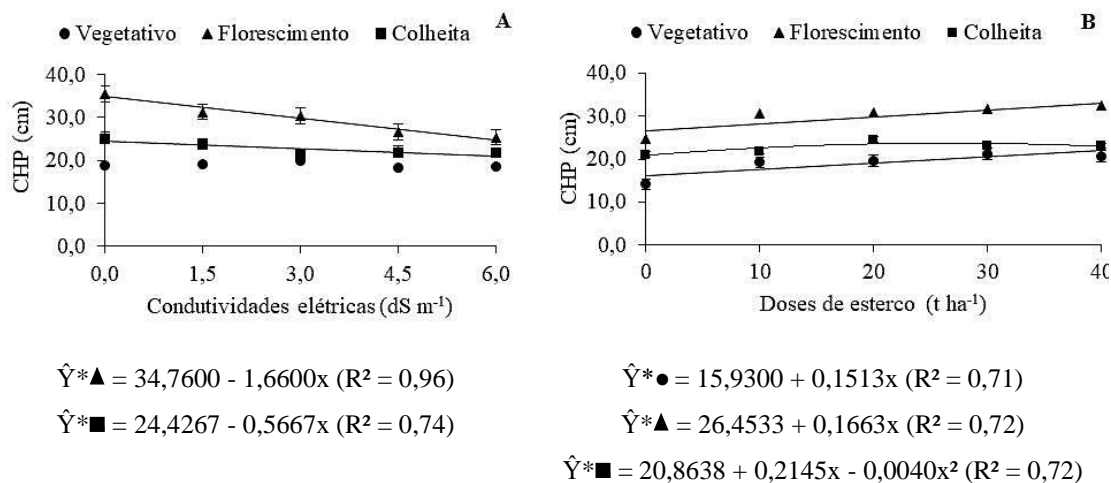 A
● Vegetativo ▲ Florescimento ■ Colheita
CHP (cm)
40,0
30,0
20,0
10,0
0,0
0,0 1,5 3,0 4,5 6,0
Condutividades elétricas (dS m⁻¹)
Ŷ*▲ = 34,7600 - 1,6600x (R² = 0,96)
Ŷ*■ = 24,4267 - 0,5667x (R² = 0,74)
B
● Vegetativo ▲ Florescimento ■ Colheita
CHP (cm)
40,0
30,0
20,0
10,0
0,0
0 10 20 30 40
Doses de esterco (t ha⁻¹)
Ŷ*● = 15,9300 + 0,1513x (R² = 0,71)
Ŷ*▲ = 26,4533 + 0,1663x (R² = 0,72)
Ŷ*■ = 20,8638 + 0,2145x - 0,0040x² (R² = 0,72)